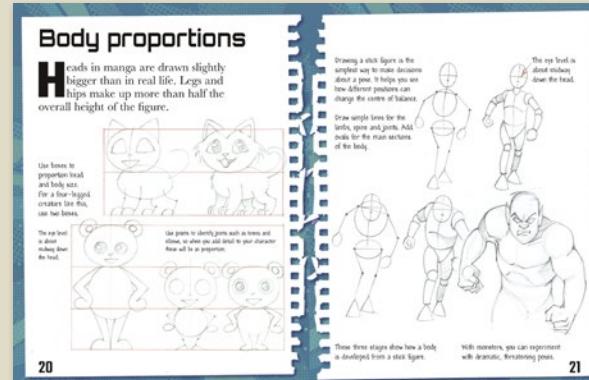 Body proportions
Heads in manga are drawn slightly
bigger than in real life. Legs and
hips make up more than half the
overall height of the figure.
Use boxes to
proportion head
and body size.
For a four-legged
creature like this,
use two boxes.
The eye level
is about
midway down
the head.
Use points to identify joints such as knees and
elbows, so when you add detail to your character
these will be in proportion.
20
Drawing a stick figure is the
simplest way to make decisions
about a pose. It helps you see
how different positions can
change the centre of balance.
Draw simple lines for the
limbs, spine and joints. Add
ovals for the main sections
of the body.
The eye level is
about midway
down the head.
These three stages show how a body
is developed from a stick figure.
With monsters, you can experiment
with dramatic, threatening poses.
21